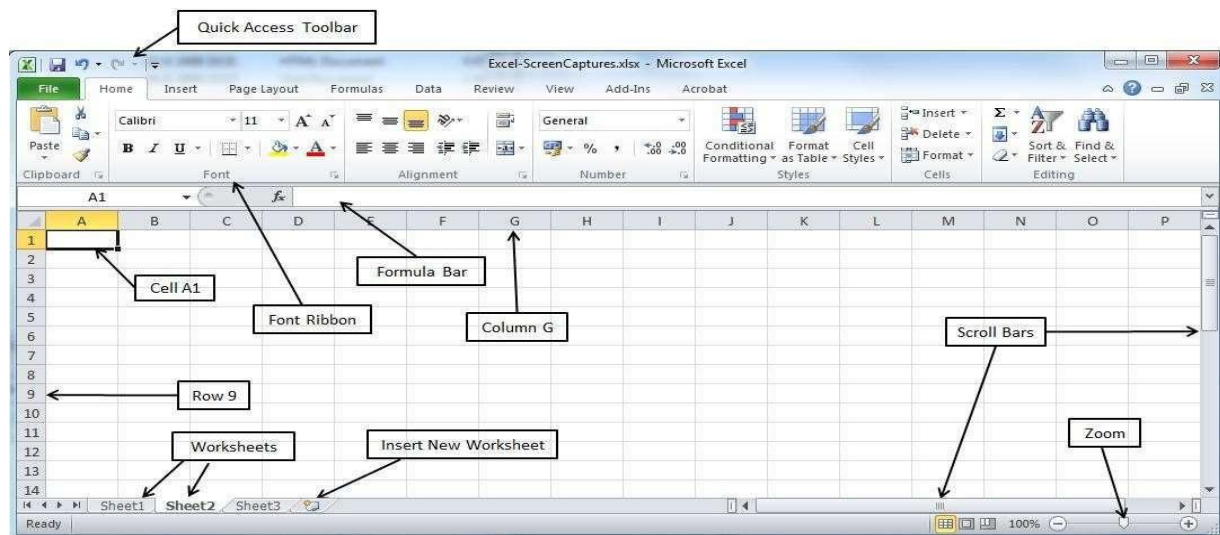 Quick Access Toolbar
Excel-ScreenCaptures.xlsx - Microsoft Excel
File Home Insert Page Layout Formulas Data Review View Add-Ins Acrobat
Paste
Calibri 11
B I U
A A
A
General
% ,
.00 .00
Conditional Formatting
Format as Table
Cell Styles
Insert
Delete
Format
Σ
Sort & Filter
Find & Select
Clipboard Font Alignment Number Styles Cells Editing
A1 fx
A B C D E F G H I J K L M N O P
1
2
3
4
5
6
7
8
9
10
11
12
13
14
Cell A1
Formula Bar
Font Ribbon
Column G
Scroll Bars
Row 9
Worksheets
Insert New Worksheet
Zoom
Sheet1 Sheet2 Sheet3
Ready 100%